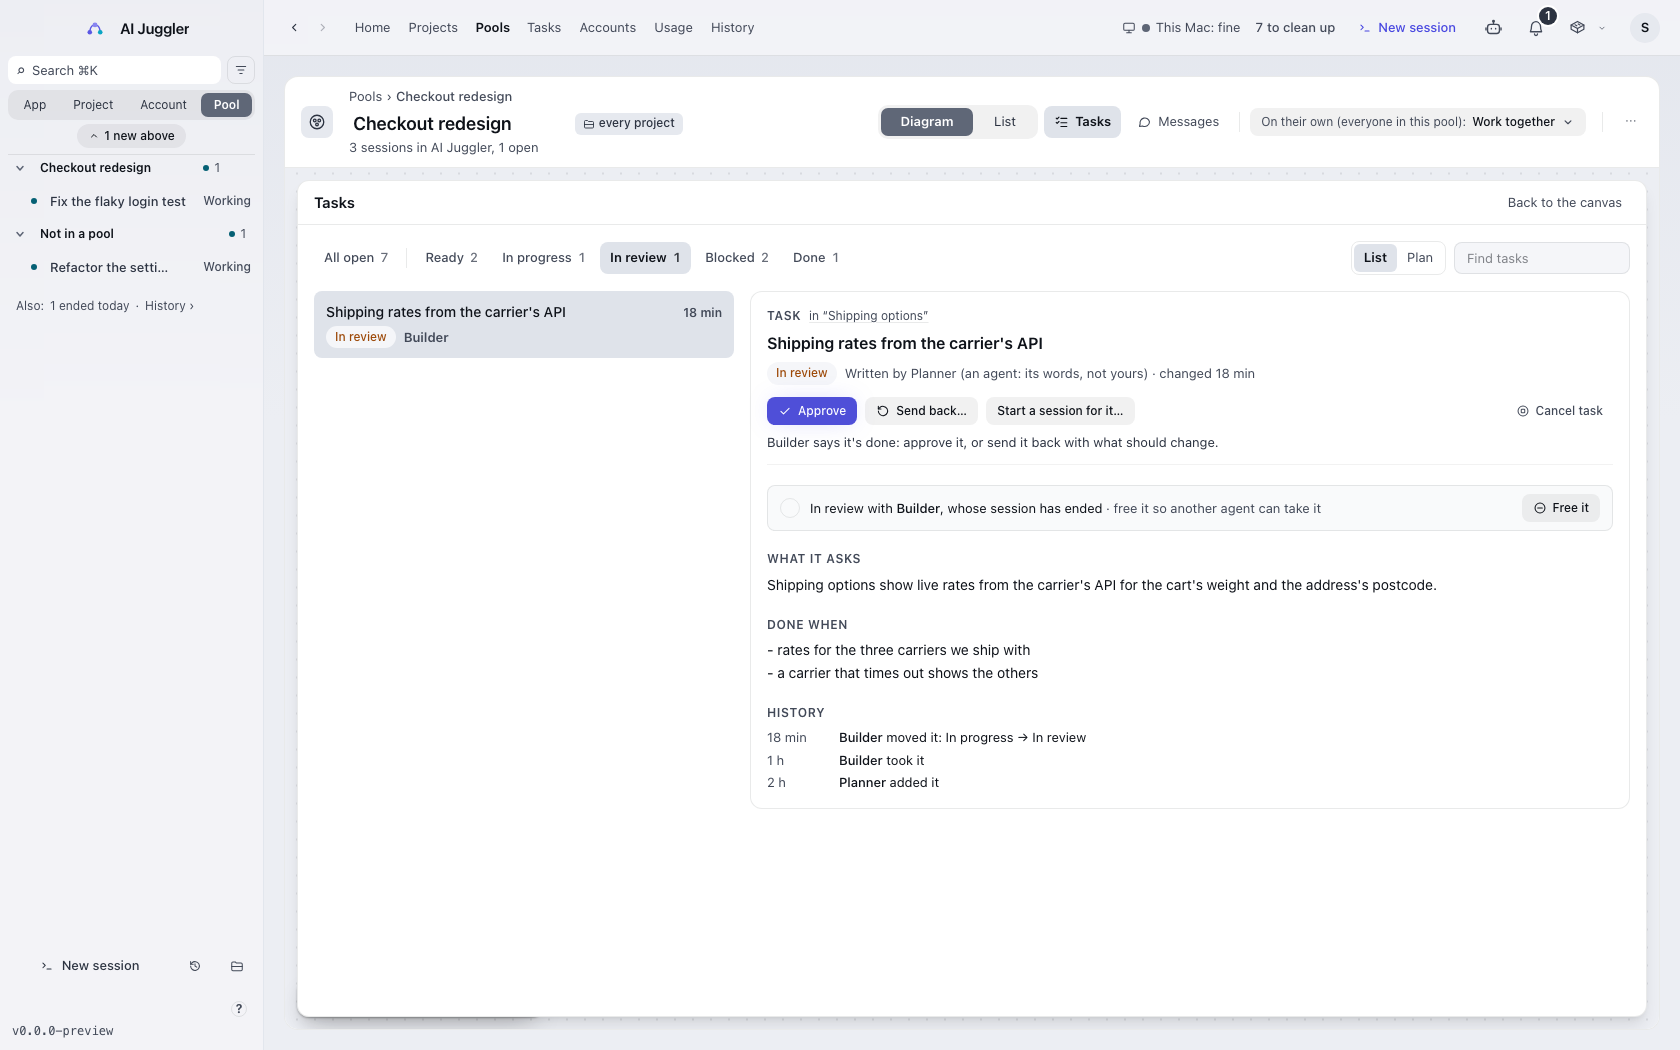 AI Juggler
Home Projects Pools Tasks Accounts Usage History
This Mac: fine 7 to clean up New session 1 S
Search ⌘K
App Project Account Pool
1 new above
Checkout redesign 1
Fix the flaky login test Working
Not in a pool 1
Refactor the setti... Working
Also: 1 ended today · History ›
New session
?
v0.0.0-preview
Pools › Checkout redesign
Checkout redesign
every project
3 sessions in AI Juggler, 1 open
Diagram List Tasks Messages On their own (everyone in this pool): Work together ...
Tasks Back to the canvas
All open 7 Ready 2 In progress 1 In review 1 Blocked 2 Done 1 List Plan Find tasks
Shipping rates from the carrier's API 18 min
In review Builder
TASK in “Shipping options”
Shipping rates from the carrier's API
In review Written by Planner (an agent: its words, not yours) · changed 18 min
Approve Send back... Start a session for it... Cancel task
Builder says it's done: approve it, or send it back with what should change.
In review with Builder, whose session has ended · free it so another agent can take it Free it
WHAT IT ASKS
Shipping options show live rates from the carrier's API for the cart's weight and the address's postcode.
DONE WHEN
- rates for the three carriers we ship with
- a carrier that times out shows the others
HISTORY
18 min Builder moved it: In progress → In review
1 h Builder took it
2 h Planner added it